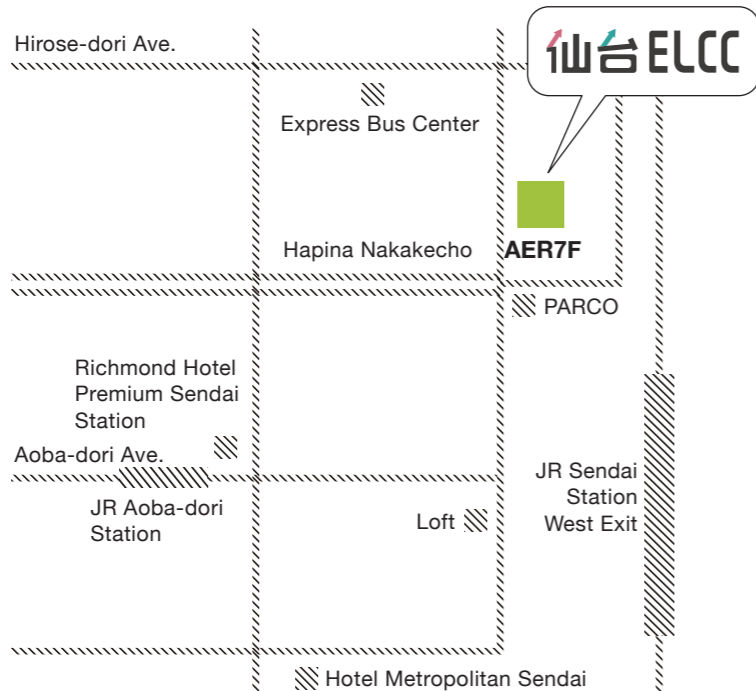 Hirose-dori Ave.
仙台ELCC
Express Bus Center
Hapina Nakakecho
AER7F
PARCO
Richmond Hotel
Premium Sendai
Station
Aoba-dori Ave.
JR Aoba-dori
Station
Loft
JR Sendai
Station
West Exit
Hotel Metropolitan Sendai